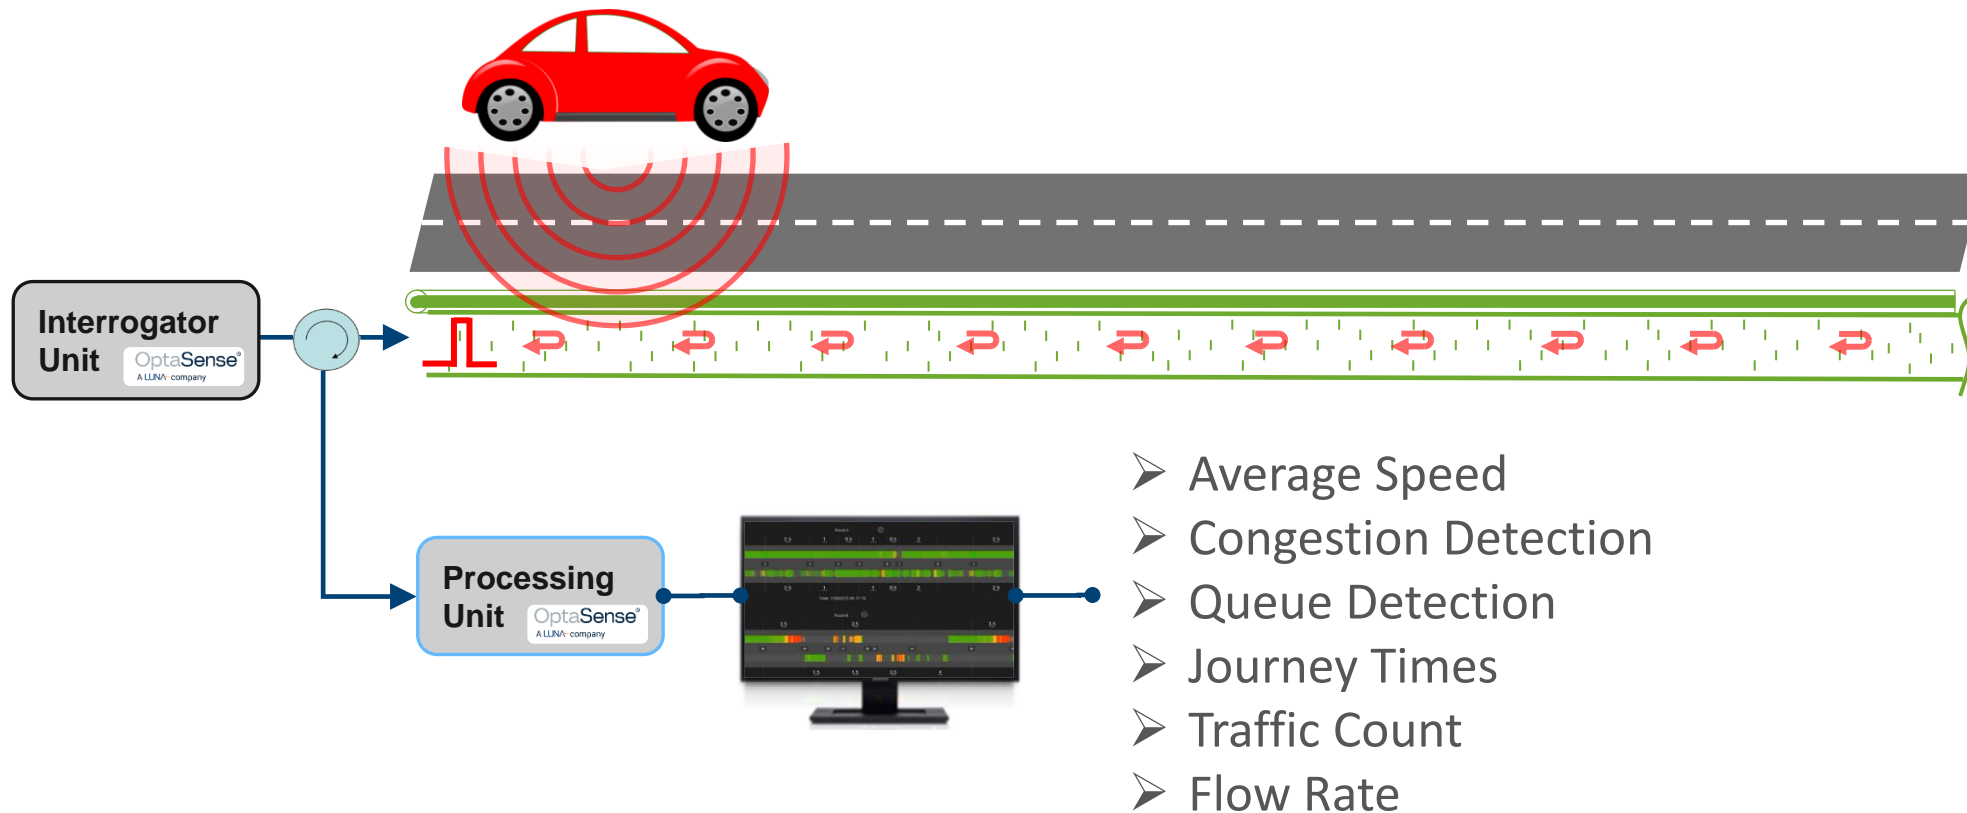 Interrogator
Unit
OptaSense®
A LUNA company
Processing
Unit
OptaSense®
A LUNA company
Average Speed
Congestion Detection
Queue Detection
Journey Times
Traffic Count
Flow Rate